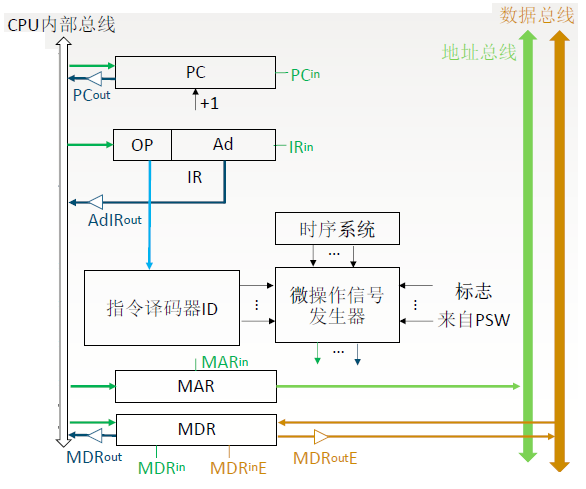 数据总线
CPU内部总线
地址总线
PC
PCin
PCout
+1
OP
Ad
IRin
IR
AdIRout
时序系统
...
指令译码器ID
...
微操作信号
发生器
...
标志
来自PSW
...
MARin
MAR
MDR
MDRout
MDRin
MDRinE
MDRoutE